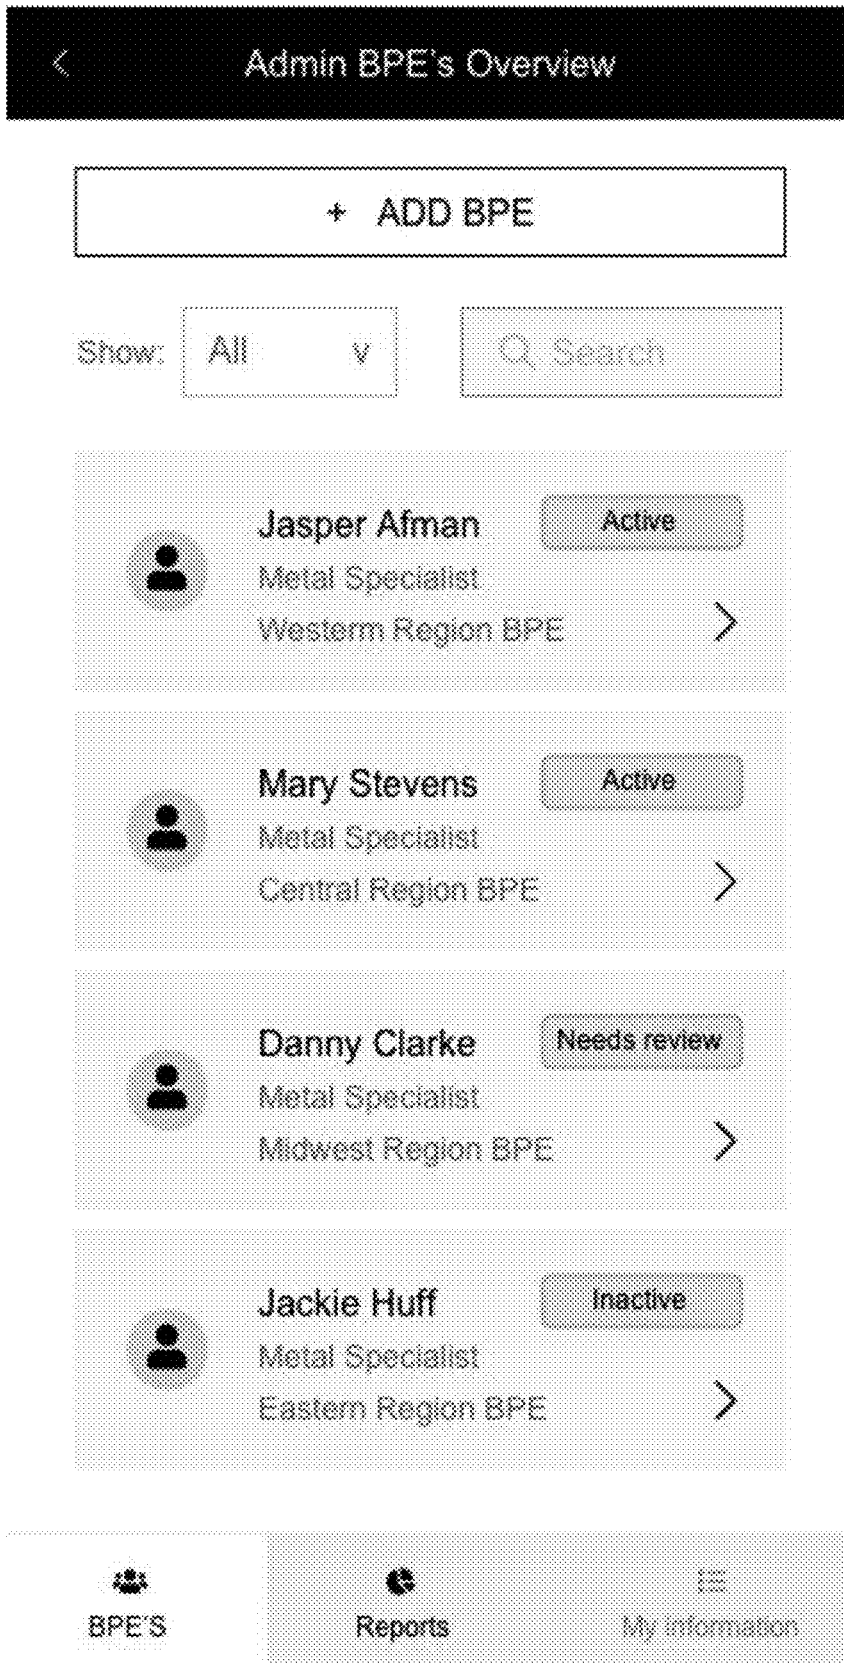 Admin BPE's Overview
+ ADD BPE
Show: All v Search
Jasper Afman Active
Metal Specialist
Westerm Region BPE
Mary Stevens Active
Metal Specialist
Central Region BPE
Danny Clarke Needs review
Metal Specialist
Midwest Region BPE
Jackie Huff Inactive
Metal Specialist
Eastern Region BPE
BPE'S Reports My information